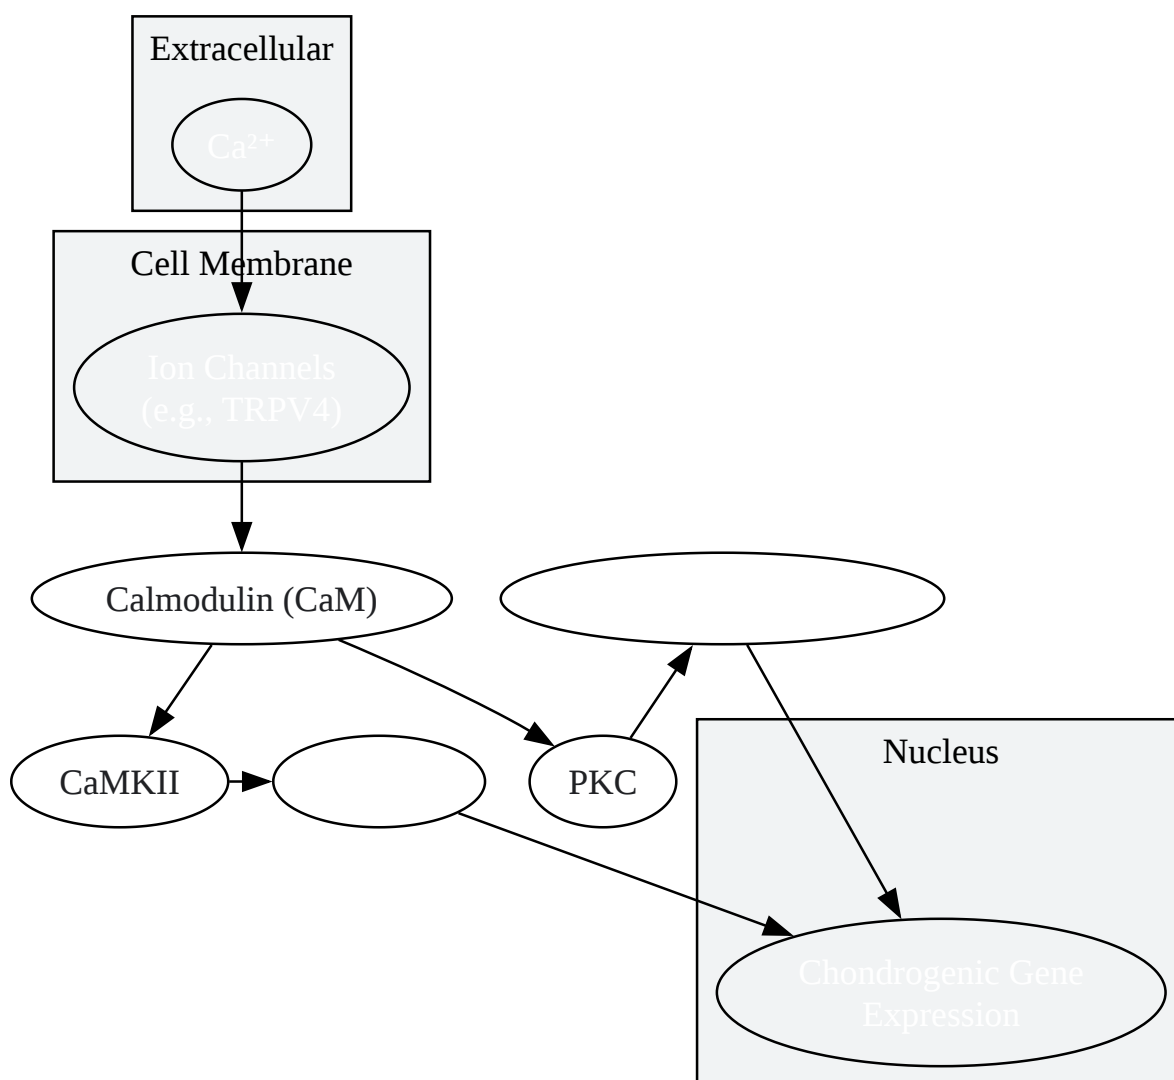 Extracellular
Ca²⁺
Cell Membrane
Ion Channels
(e.g., TRPV4)
Calmodulin (CaM)
CaMKII
PKC
Nucleus
Chondrogenic Gene
Expression